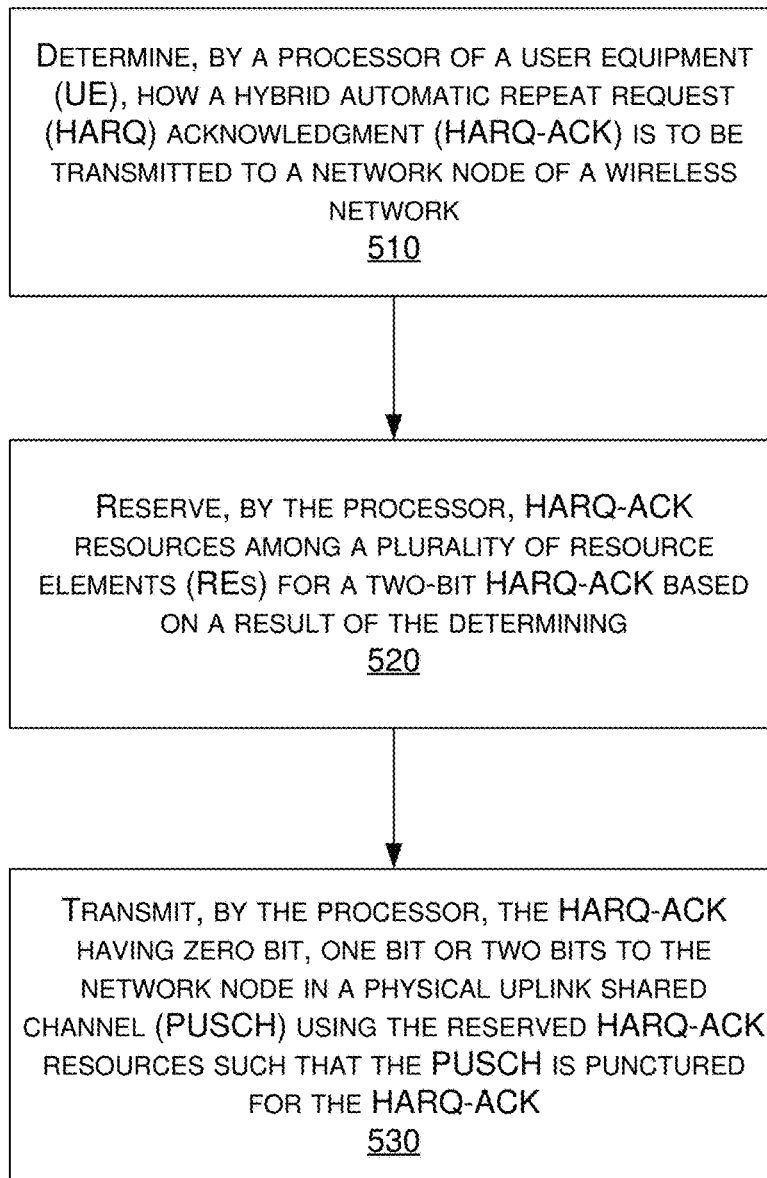 DETERMINE, BY A PROCESSOR OF A USER EQUIPMENT
(UE), HOW A HYBRID AUTOMATIC REPEAT REQUEST
(HARQ) ACKNOWLEDGMENT (HARQ-ACK) IS TO BE
TRANSMITTED TO A NETWORK NODE OF A WIRELESS
NETWORK
510
RESERVE, BY THE PROCESSOR, HARQ-ACK
RESOURCES AMONG A PLURALITY OF RESOURCE
ELEMENTS (REs) FOR A TWO-BIT HARQ-ACK BASED
ON A RESULT OF THE DETERMINING
520
TRANSMIT, BY THE PROCESSOR, THE HARQ-ACK
HAVING ZERO BIT, ONE BIT OR TWO BITS TO THE
NETWORK NODE IN A PHYSICAL UPLINK SHARED
CHANNEL (PUSCH) USING THE RESERVED HARQ-ACK
RESOURCES SUCH THAT THE PUSCH IS PUNCTURED
FOR THE HARQ-ACK
530